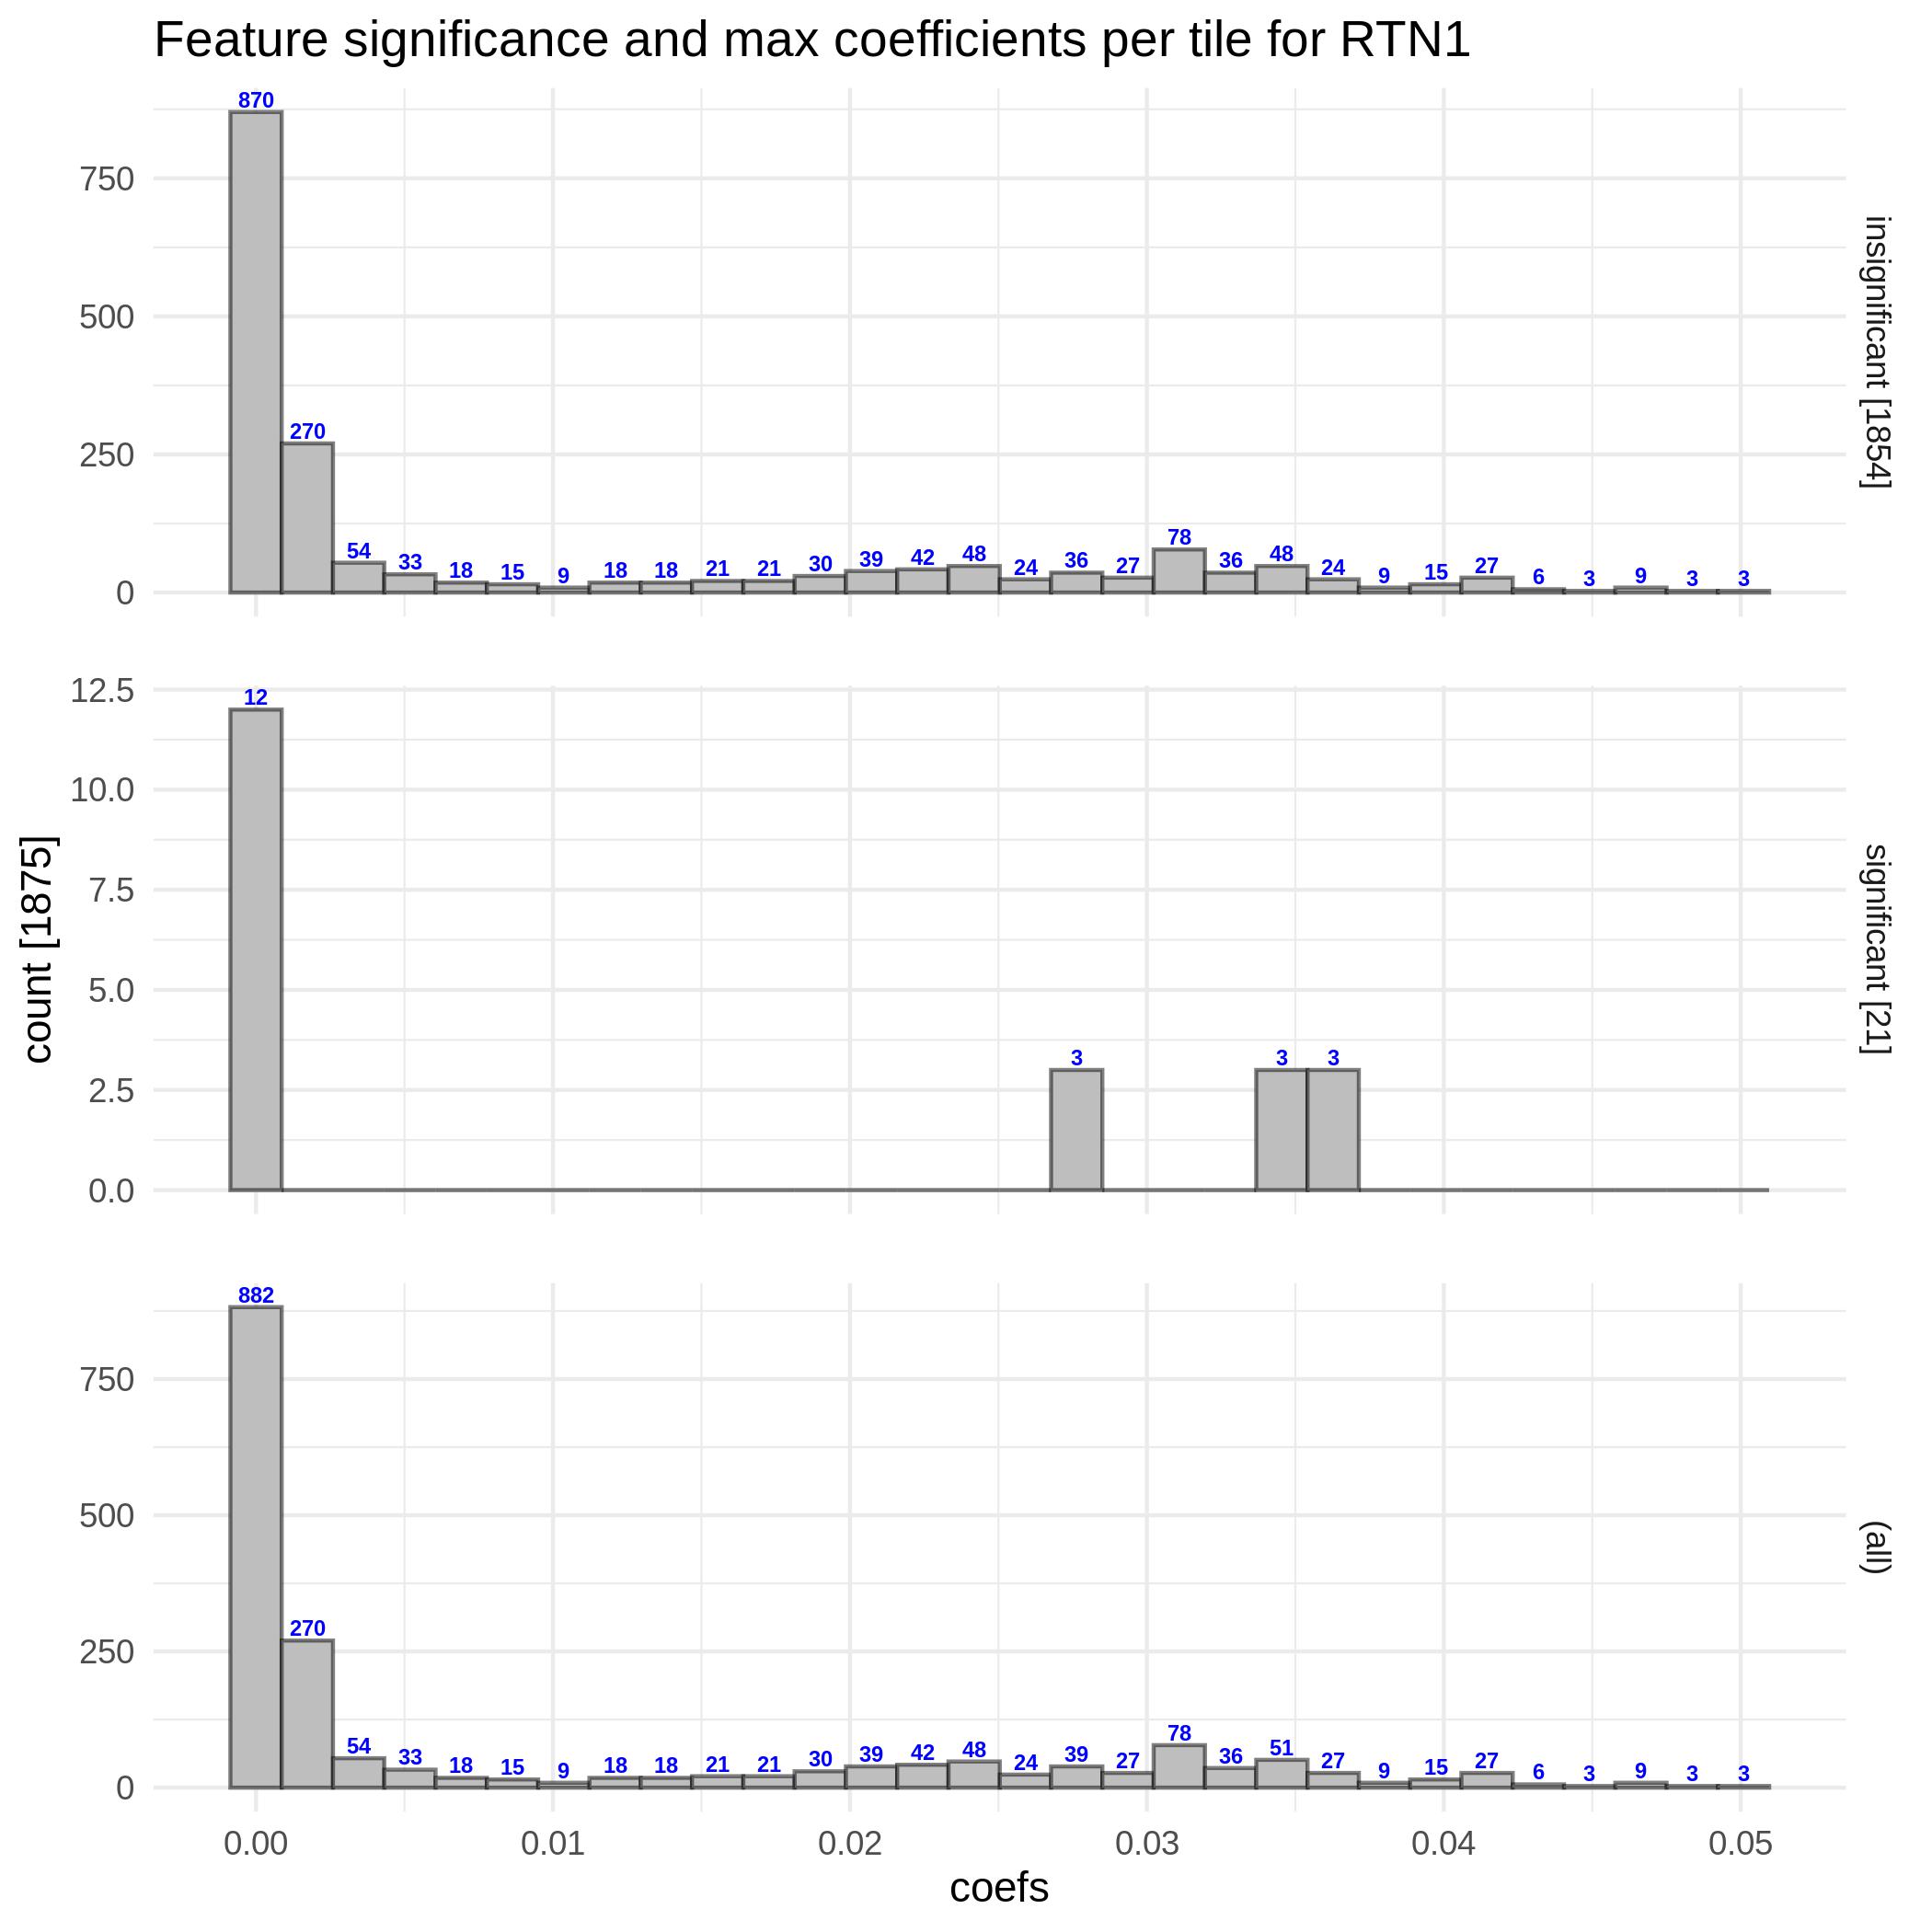 Feature significance and max coefficients per tile for RTN1
870
750
500
250
0
270
54 33 18 15 9 18 18 21 21 30 39 42 48 24 36 27 78 36 48 24 9 15 27 6 3 9 3 3
insignificant [1854]
12.5
10.0
7.5
5.0
2.5
0.0
12
3 3 3
significant [21]
count [1875]
882
750
500
250
0
270
54 33 18 15 9 18 18 21 21 30 39 42 48 24 39 27 78 36 51 27 9 15 27 6 3 9 3 3
(all)
0.00 0.01 0.02 0.03 0.04 0.05
coefs